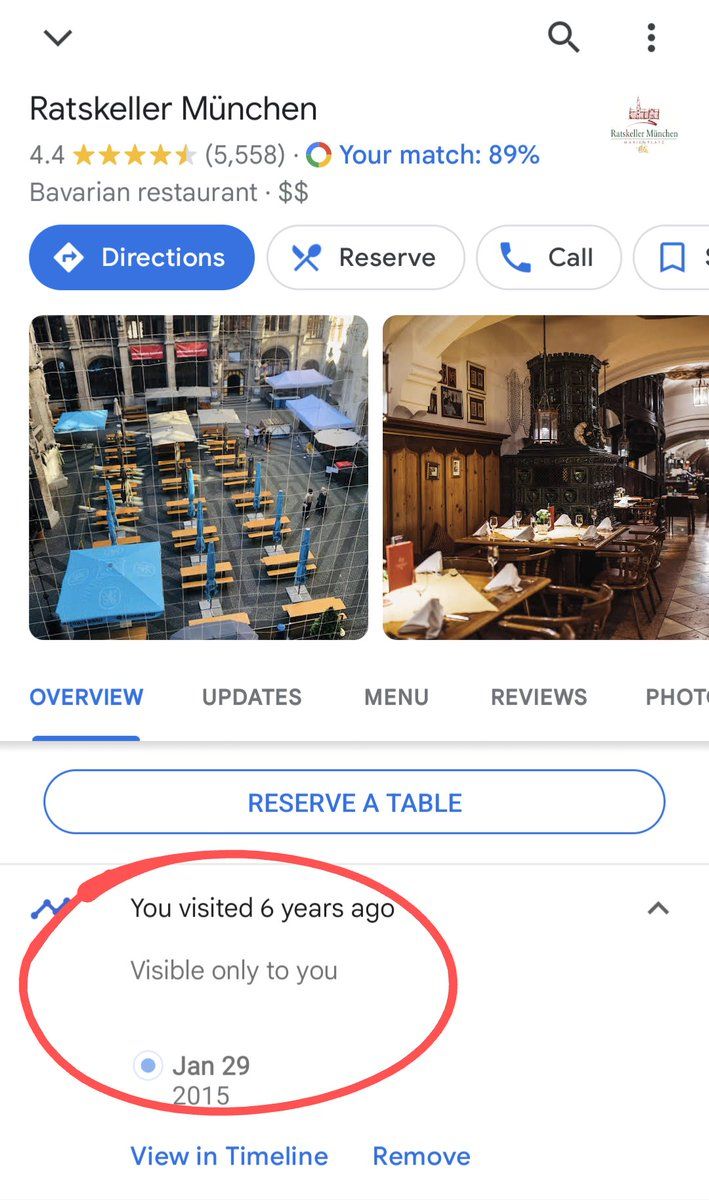 Ratskeller München
Ratskeller München
MARIENPLATZ
4.4 (5,558) · Your match: 89%
Bavarian restaurant · $$
Directions
Reserve
Call
OVERVIEW
UPDATES
MENU
REVIEWS
RESERVE A TABLE
You visited 6 years ago
Visible only to you
Jan 29
2015
View in Timeline
Remove